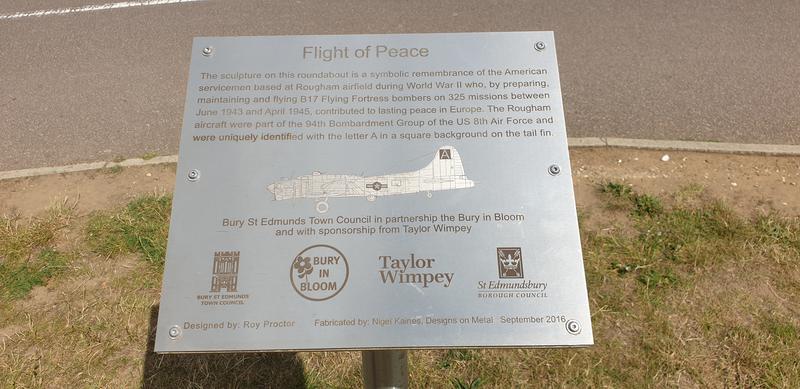 Flight of Peace
The sculpture on this roundabout is a symbolic remembrance of the American
servicemen based at Rougham airfield during World War II who, by preparing,
maintaining and flying B17 Flying Fortress bombers on 325 missions between
June 1943 and April 1945, contributed to lasting peace in Europe. The Rougham
aircraft were part of the 94th Bombardment Group of the US 8th Air Force and
were uniquely identified with the letter A in a square background on the tail fin.
A
Bury St Edmunds Town Council in partnership the Bury in Bloom
and with sponsorship from Taylor Wimpey
BURY ST EDMUNDS
TOWN COUNCIL
BURY
IN
BLOOM
Taylor
Wimpey
St Edmundsbury
BOROUGH COUNCIL
Designed by: Roy Proctor Fabricated by: Nigel Kaines, Designs on Metal September 2016